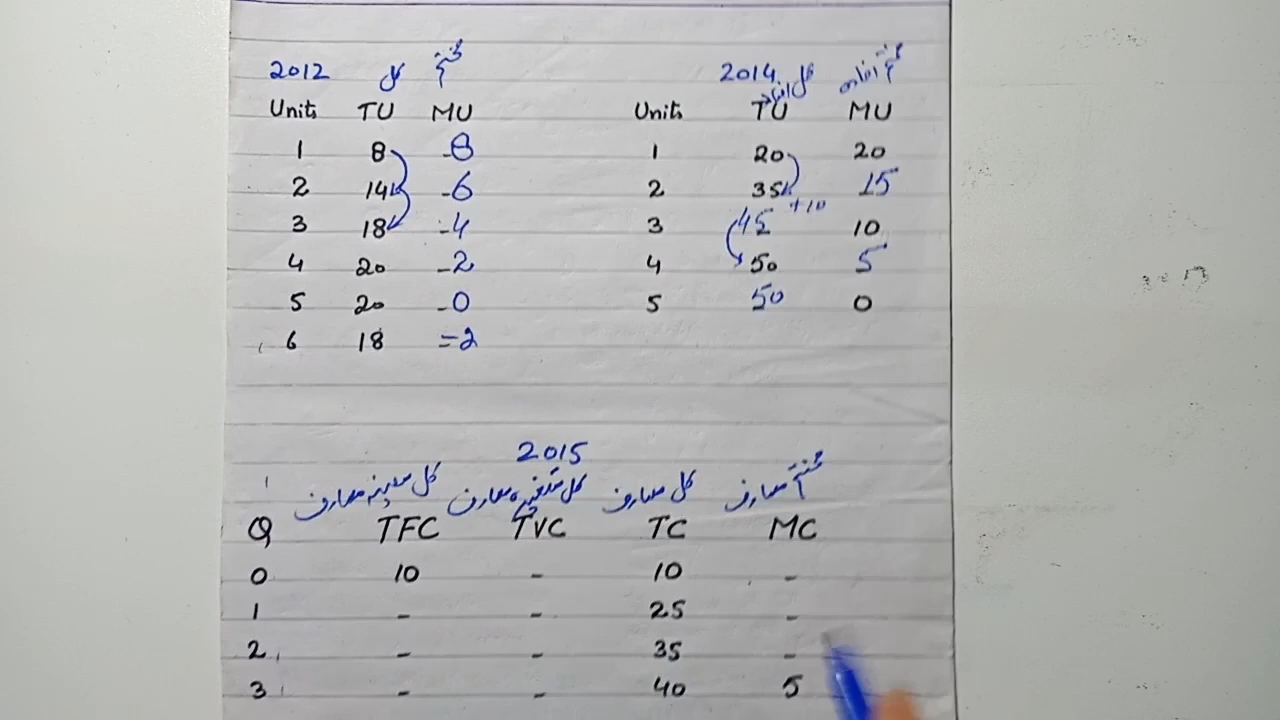 2012 کل مختتم
Units TU MU
1 8 -8
2 14 -6
3 18 -4
4 20 -2
5 20 -0
6 18 =-2
2014 کل افادہ مختتم افادہ
Units TU MU
1 20 20
2 35 15
+10
3 45 10
4 50 5
5 50 0
2015
کل معینہ مصارف کل متغیرہ مصارف کل مصارف مختتم مصارف
Q TFC TVC TC MC
0 10 - 10 -
1 - - 25 -
2 - - 35 -
3 - - 40 5